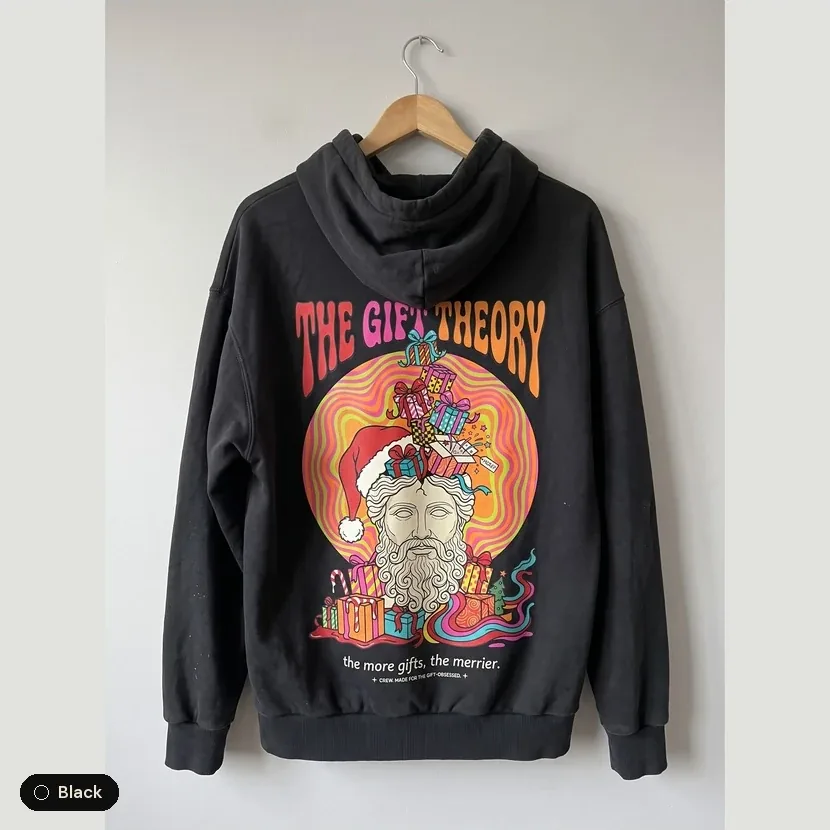 THE GIFT THEORY
the more gifts, the merrier.
+ CREW. MADE FOR THE GIFT-OBSESSED. +
Black